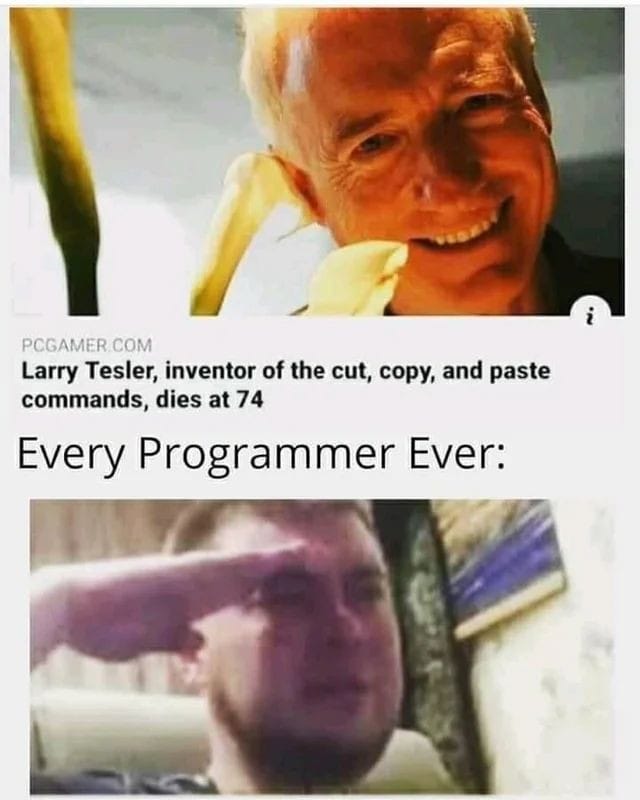 PCGAMER.COM
Larry Tesler, inventor of the cut, copy, and paste
commands, dies at 74
Every Programmer Ever: